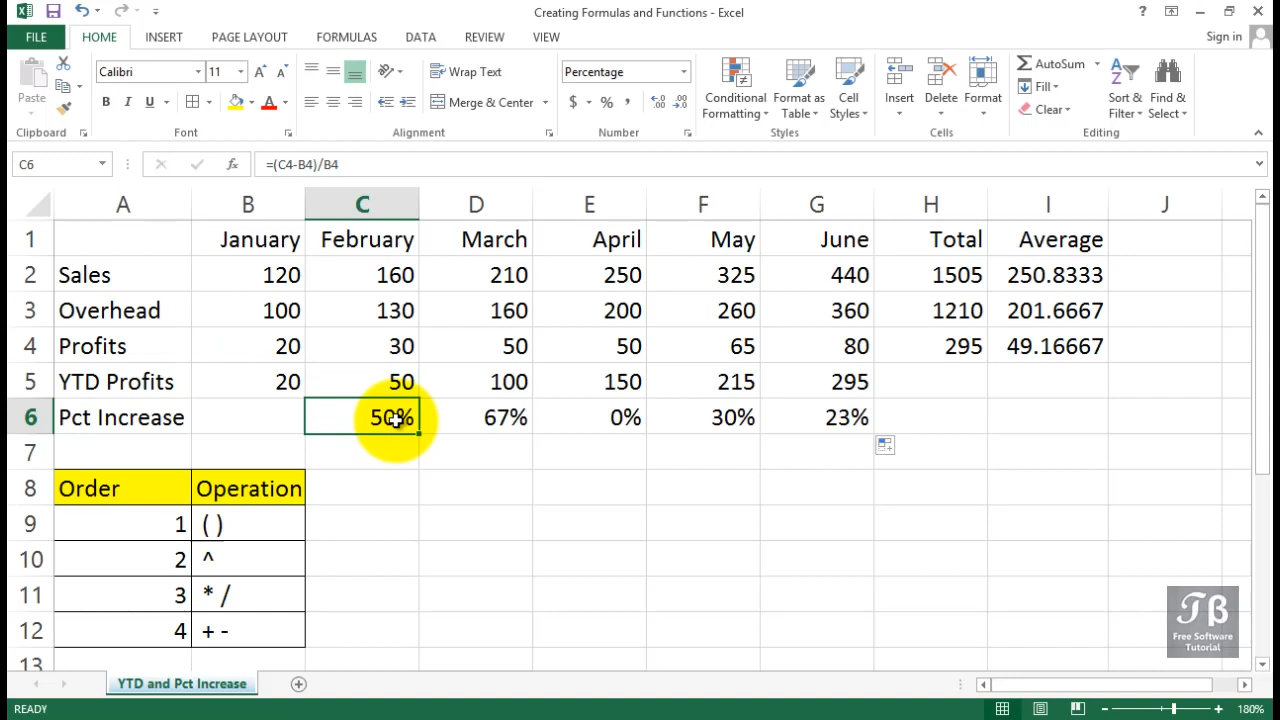 Creating Formulas and Functions - Excel
?
FILE HOME INSERT PAGE LAYOUT FORMULAS DATA REVIEW VIEW Sign in
Paste Calibri 11 A A Wrap Text Percentage Conditional Formatting Format as Table Cell Styles Insert Delete Format AutoSum Fill Clear Sort & Filter Find & Select
B I U A Merge & Center $ % ,
Clipboard Font Alignment Number Styles Cells Editing
C6 fx =(C4-B4)/B4
A B C D E F G H I J
1 January February March April May June Total Average
2 Sales 120 160 210 250 325 440 1505 250.8333
3 Overhead 100 130 160 200 260 360 1210 201.6667
4 Profits 20 30 50 50 65 80 295 49.16667
5 YTD Profits 20 50 100 150 215 295
6 Pct Increase 50% 67% 0% 30% 23%
7
8 Order Operation
9 1 ( )
10 2 ^
11 3 * /
12 4 + -
13
Tβ
Free Software
Tutorial
YTD and Pct Increase
READY 180%